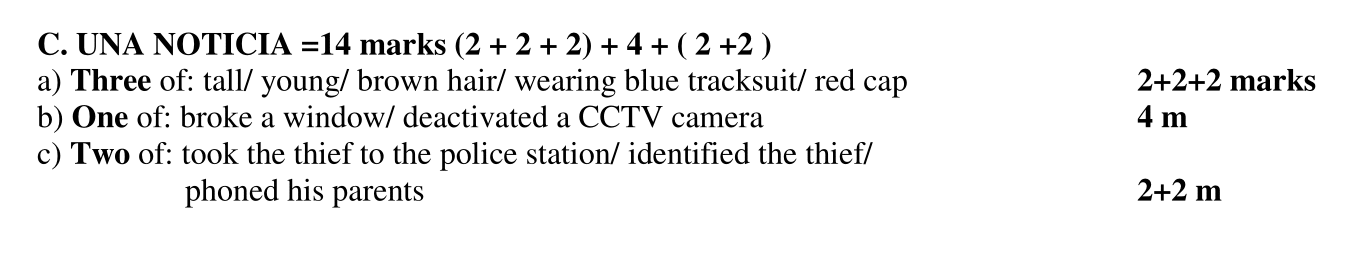 C. UNA NOTICIA =14 marks (2 + 2 + 2) + 4 + ( 2 +2 )
a) Three of: tall/ young/ brown hair/ wearing blue tracksuit/ red cap 2+2+2 marks
b) One of: broke a window/ deactivated a CCTV camera 4 m
c) Two of: took the thief to the police station/ identified the thief/
phoned his parents 2+2 m